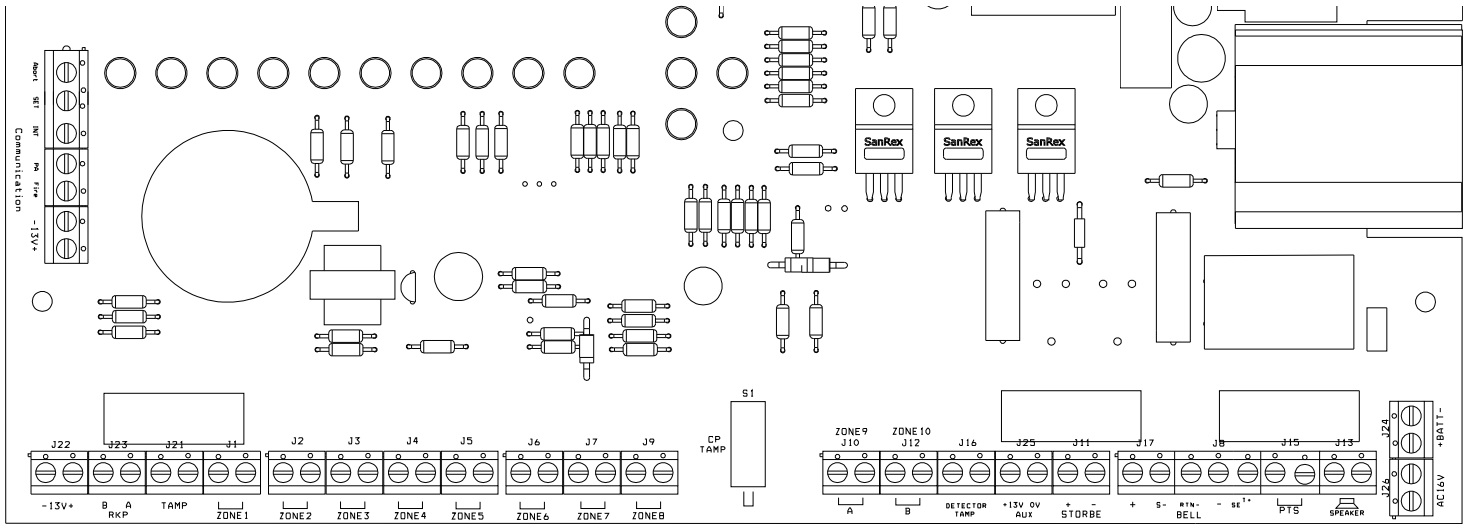 Abort
SET
INT
PA
Fire
-13V+
Communication
SanRex
SanRex
SanRex
S1
CP
TAMP
J22
J23
J21
J1
J2
J3
J4
J5
J6
J7
J9
ZONE9
J10
ZONE10
J12
J16
J25
J11
J17
J8
J15
J13
J24
+BATT-
J26
AC16V
-13V+
B A
RKP
TAMP
ZONE1
ZONE2
ZONE3
ZONE4
ZONE5
ZONE6
ZONE7
ZONE8
A
B
DETECTOR
TAMP
+13V 0V
AUX
+ -
STORBE
+ S- RTN- - SET+
BELL
PTS
SPEAKER